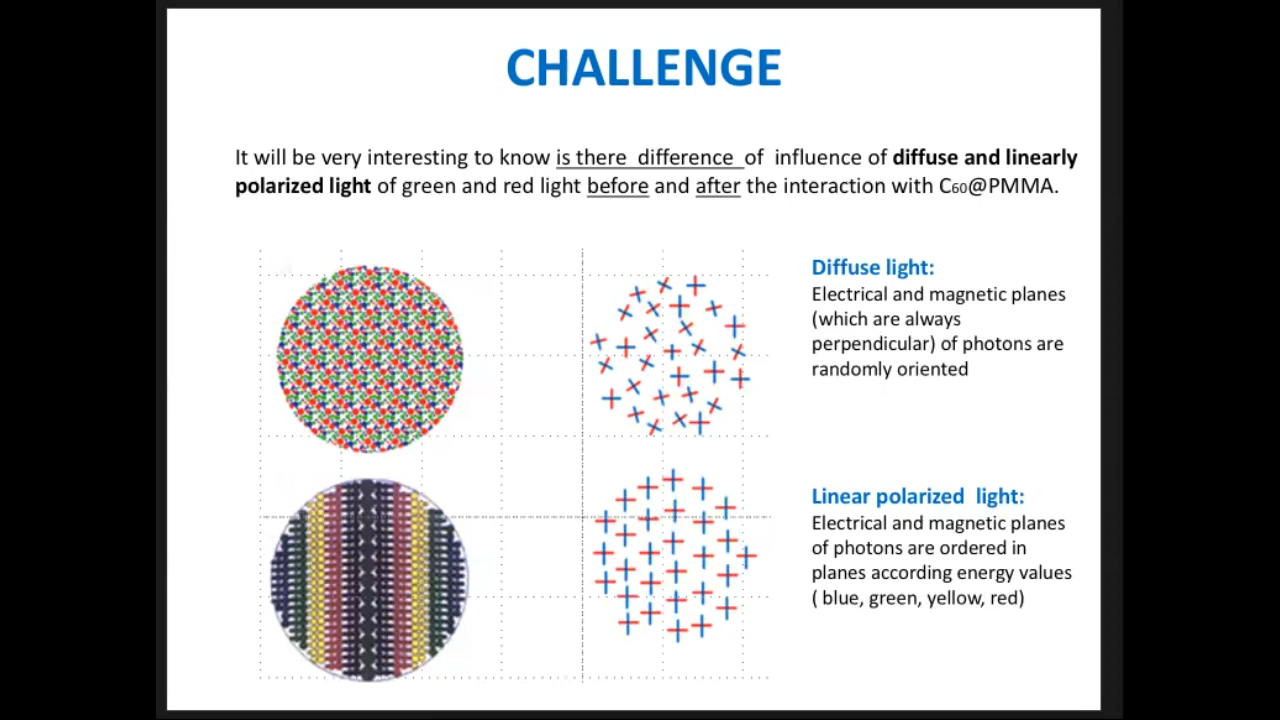 CHALLENGE
It will be very interesting to know is there difference of influence of diffuse and linearly
polarized light of green and red light before and after the interaction with C60@PMMA.
Diffuse light:
Electrical and magnetic planes
(which are always
perpendicular) of photons are
randomly oriented
Linear polarized light:
Electrical and magnetic planes
of photons are ordered in
planes according energy values
( blue, green, yellow, red)